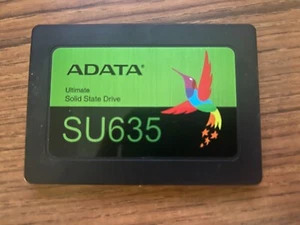 ADATA
Ultimate
Solid State Drive
SU635